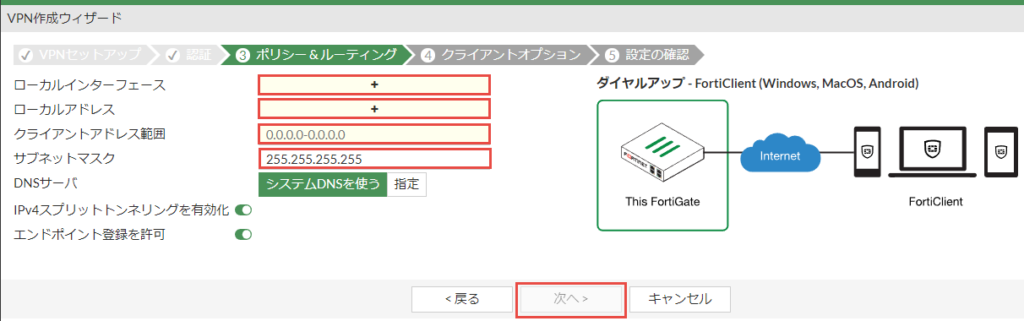 VPN作成ウィザード
VPNセットアップ 認証 3 ポリシー＆ルーティング 4 クライアントオプション 5 設定の確認
ローカルインターフェース +
ローカルアドレス +
クライアントアドレス範囲 0.0.0.0-0.0.0.0
サブネットマスク 255.255.255.255
DNSサーバ システムDNSを使う 指定
IPv4スプリットトンネリングを有効化
エンドポイント登録を許可
ダイヤルアップ - FortiClient (Windows, MacOS, Android)
FORTINET
Internet
This FortiGate
FortiClient
< 戻る 次へ > キャンセル